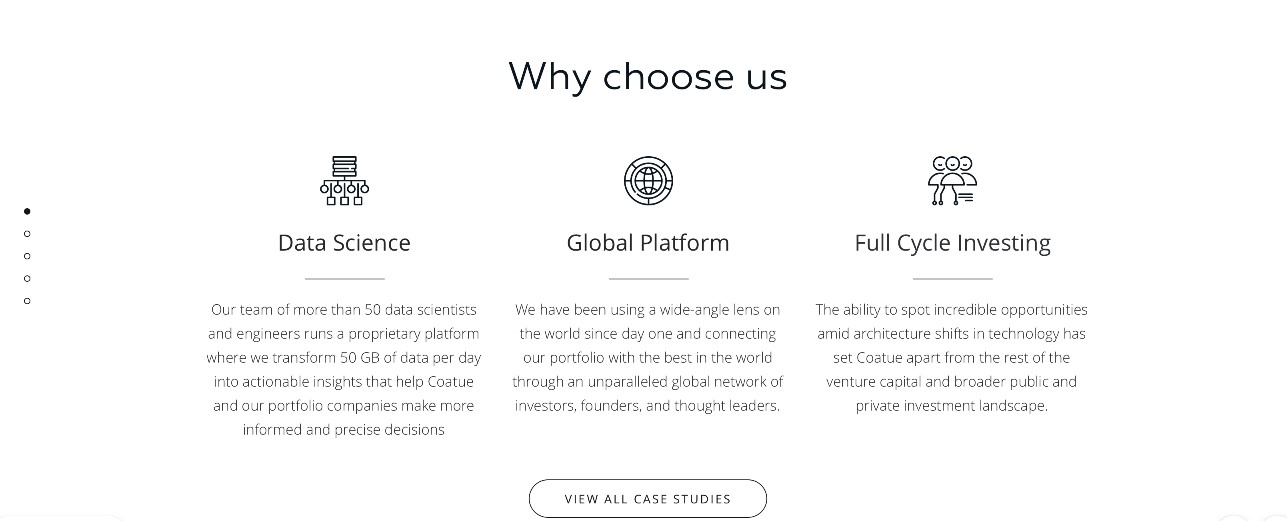 Why choose us
Data Science
Our team of more than 50 data scientists
and engineers runs a proprietary platform
where we transform 50 GB of data per day
into actionable insights that help Coatue
and our portfolio companies make more
informed and precise decisions
Global Platform
We have been using a wide-angle lens on
the world since day one and connecting
our portfolio with the best in the world
through an unparalleled global network of
investors, founders, and thought leaders.
Full Cycle Investing
The ability to spot incredible opportunities
amid architecture shifts in technology has
set Coatue apart from the rest of the
venture capital and broader public and
private investment landscape.
VIEW ALL CASE STUDIES